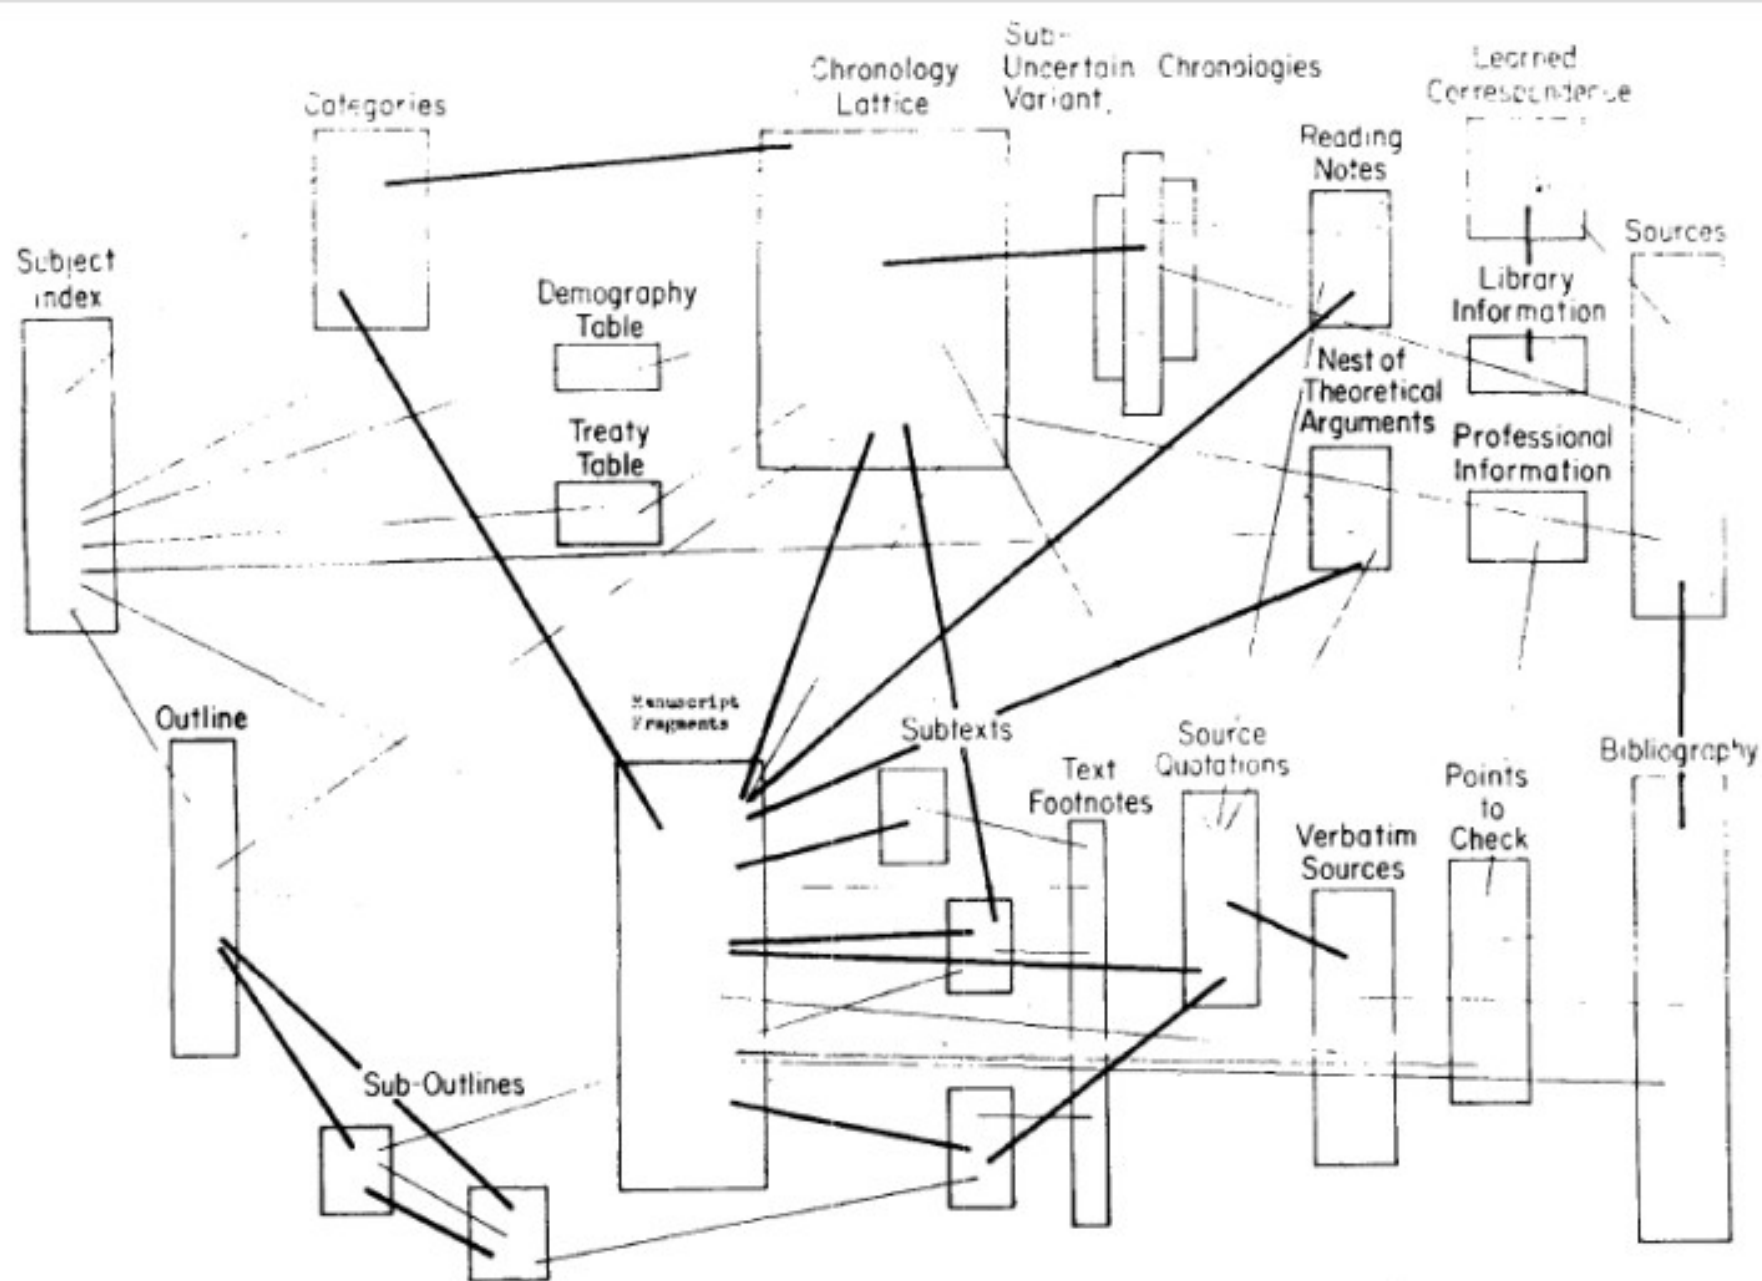 Categories
Chronology
Lattice
Sub-
Uncertain Chronologies
Variant.
Learned
Correspondence
Reading
Notes
Subject
Index
Sources
Library
Information
Demography
Table
Nest of
Theoretical
Arguments
Treaty
Table
Professional
Information
Outline
Manuscript
Fragments
Subtexts
Source
Quotations
Text
Footnotes
Bibliography
Points
to
Check
Verbatim
Sources
Sub-Outlines